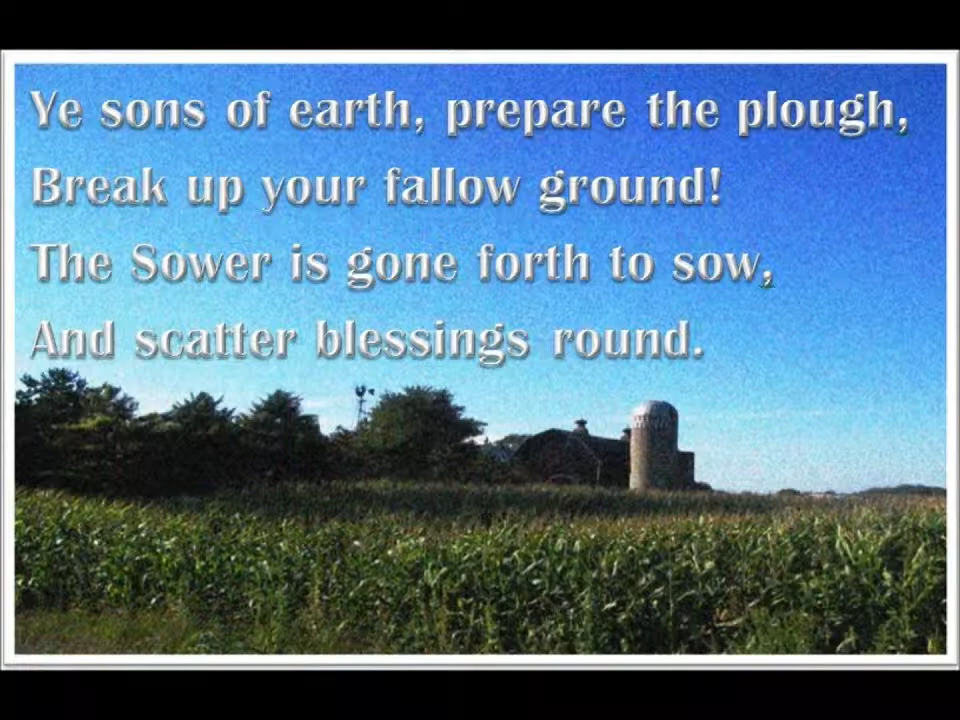 Ye sons of earth, prepare the plough,
Break up your fallow ground!
The Sower is gone forth to sow,
And scatter blessings round.